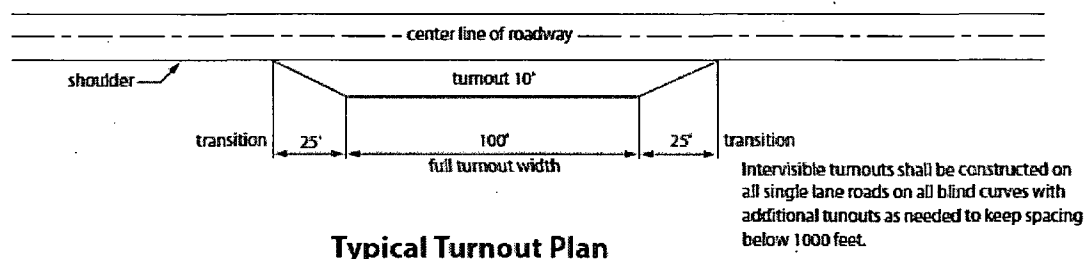 center line of roadway
shoulder
turnout 10'
transition 25' 100' 25' transition
full turnout width
Intervisible turnouts shall be constructed on
all single lane roads on all blind curves with
additional tunouts as needed to keep spacing
below 1000 feet.
Typical Turnout Plan